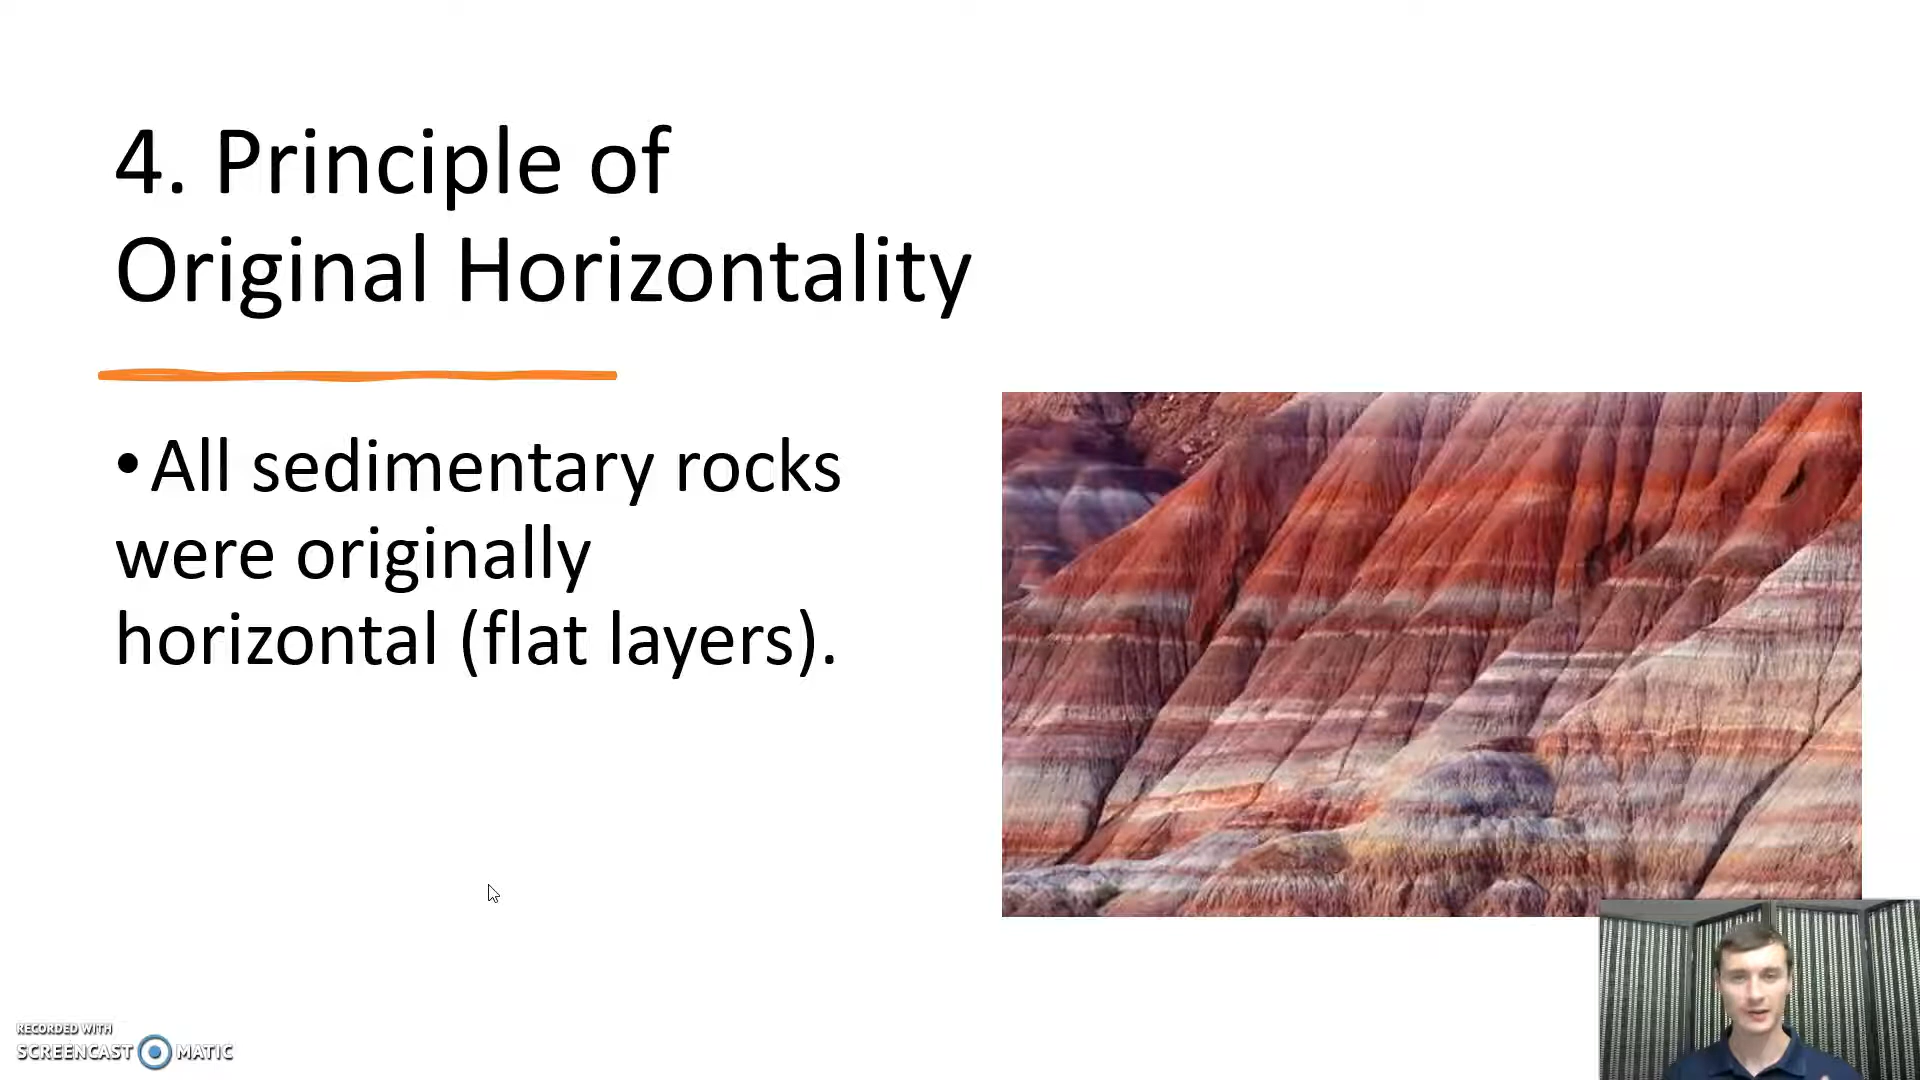 4. Principle of
Original Horizontality
•All sedimentary rocks
were originally
horizontal (flat layers).
RECORDED WITH
SCREENCAST MATIC